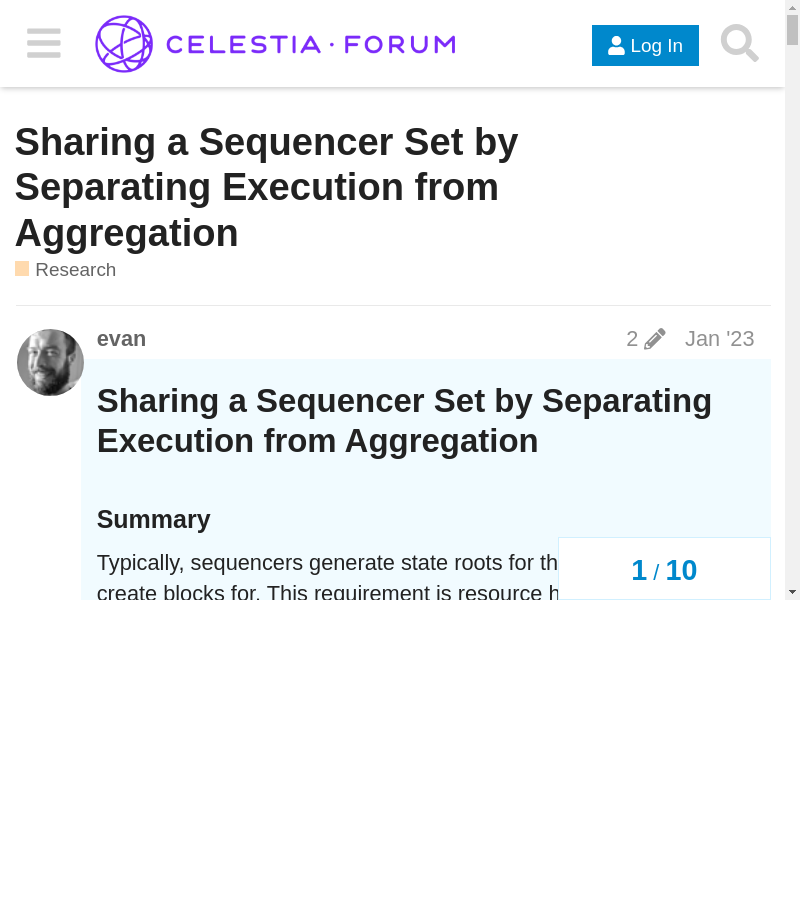 CELESTIA · FORUM
Log In
Sharing a Sequencer Set by
Separating Execution from
Aggregation
Research
evan
2
Jan '23
Sharing a Sequencer Set by Separating
Execution from Aggregation
Summary
Typically, sequencers generate state roots for th
create blocks for. This requirement is resource h
1 / 10